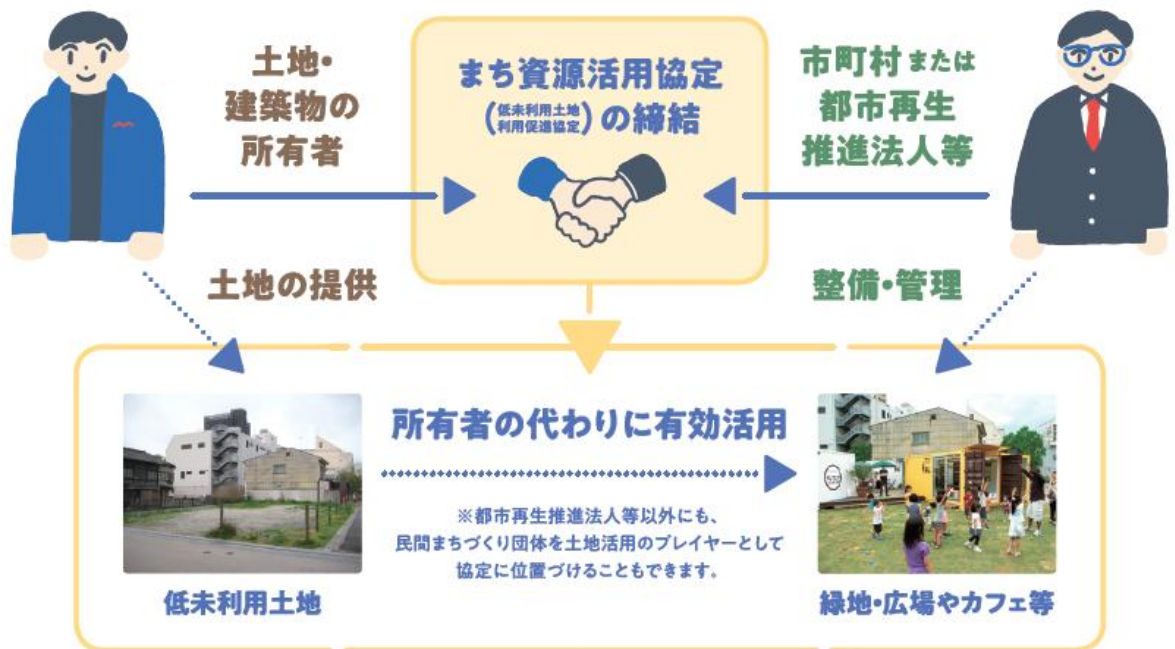 土地・
建築物の
所有者
まち資源活用協定
(低未利用土地
利用促進協定)の締結
市町村または
都市再生
推進法人等
土地の提供
整備・管理
所有者の代わりに有効活用
※都市再生推進法人等以外にも、
民間まちづくり団体を土地活用のプレイヤーとして
協定に位置づけることもできます。
低未利用土地
緑地・広場やカフェ等